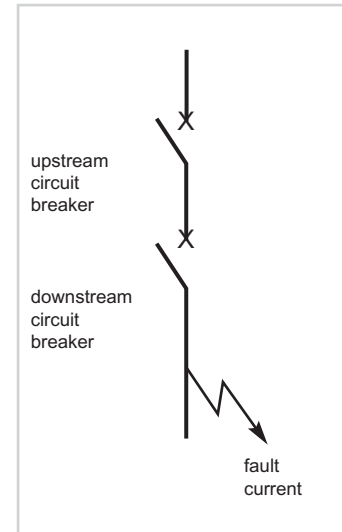 upstream
circuit
breaker
downstream
circuit
breaker
fault
current